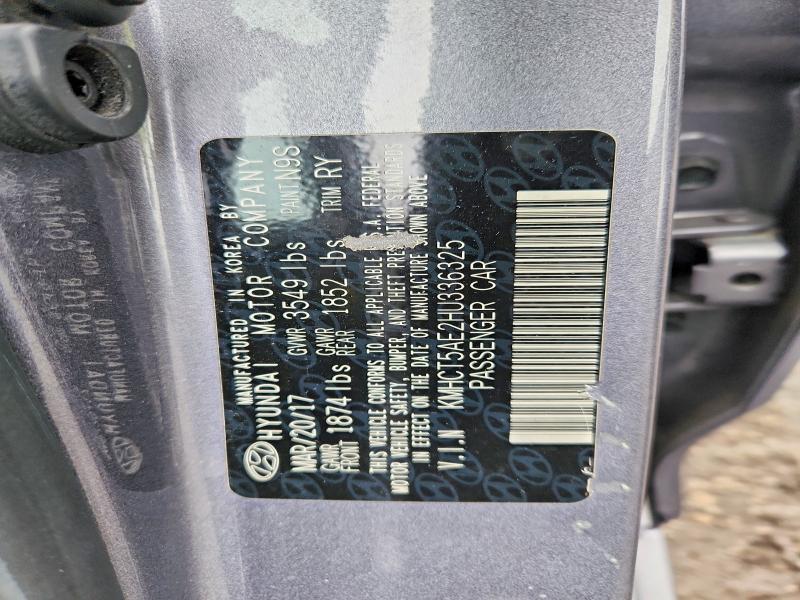 MANUFACTURED IN KOREA BY
HYUNDAI MOTOR COMPANY
MAR/20/17 GVWR 3549 lbs PAINT N9S
GAWR FRONT 1874 lbs GAWR REAR 1852 lbs TRIM RY
THIS VEHICLE CONFORMS TO ALL APPLICABLE U.S.A. FEDERAL
MOTOR VEHICLE SAFETY, BUMPER, AND THEFT PREVENTION STANDARDS
IN EFFECT ON THE DATE OF MANUFACTURE SHOWN ABOVE
V.I.N KMHCT5AE2HU336325
PASSENGER CAR